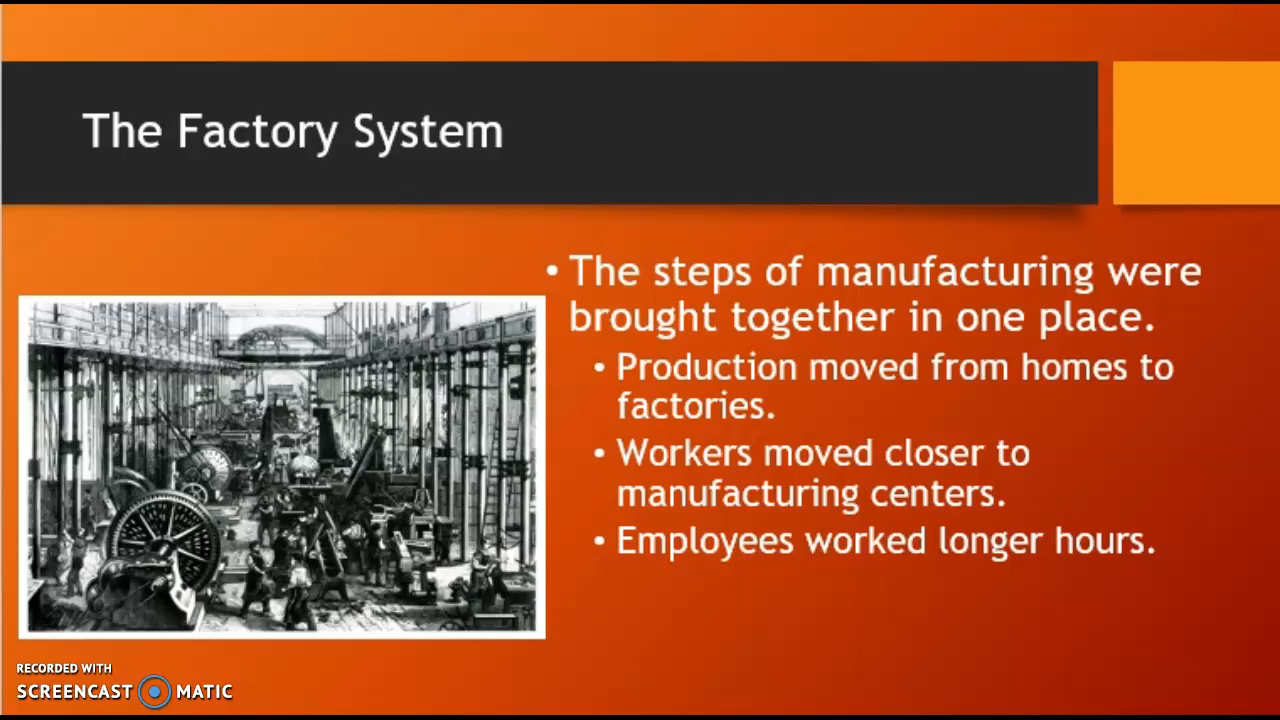 The Factory System
• The steps of manufacturing were
brought together in one place.
• Production moved from homes to
factories.
• Workers moved closer to
manufacturing centers.
• Employees worked longer hours.
RECORDED WITH
SCREENCAST MATIC